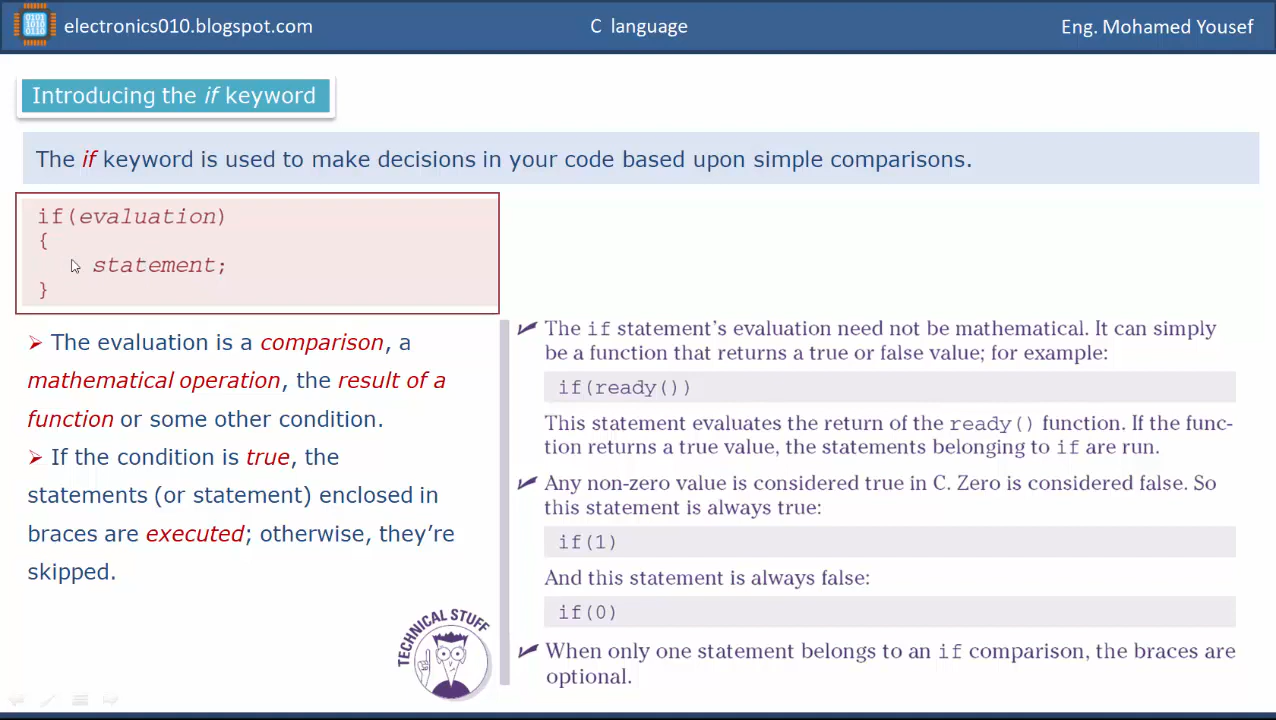 0101
1010
0110
electronics010.blogspot.com
C language
Eng. Mohamed Yousef
Introducing the if keyword
The if keyword is used to make decisions in your code based upon simple comparisons.
if(evaluation)
{
statement;
}
The evaluation is a comparison, a
mathematical operation, the result of a
function or some other condition.
If the condition is true, the
statements (or statement) enclosed in
braces are executed; otherwise, they're
skipped.
TECHNICAL STUFF
The if statement's evaluation need not be mathematical. It can simply
be a function that returns a true or false value; for example:
if(ready())
This statement evaluates the return of the ready() function. If the func-
tion returns a true value, the statements belonging to if are run.
Any non-zero value is considered true in C. Zero is considered false. So
this statement is always true:
if(1)
And this statement is always false:
if(0)
When only one statement belongs to an if comparison, the braces are
optional.